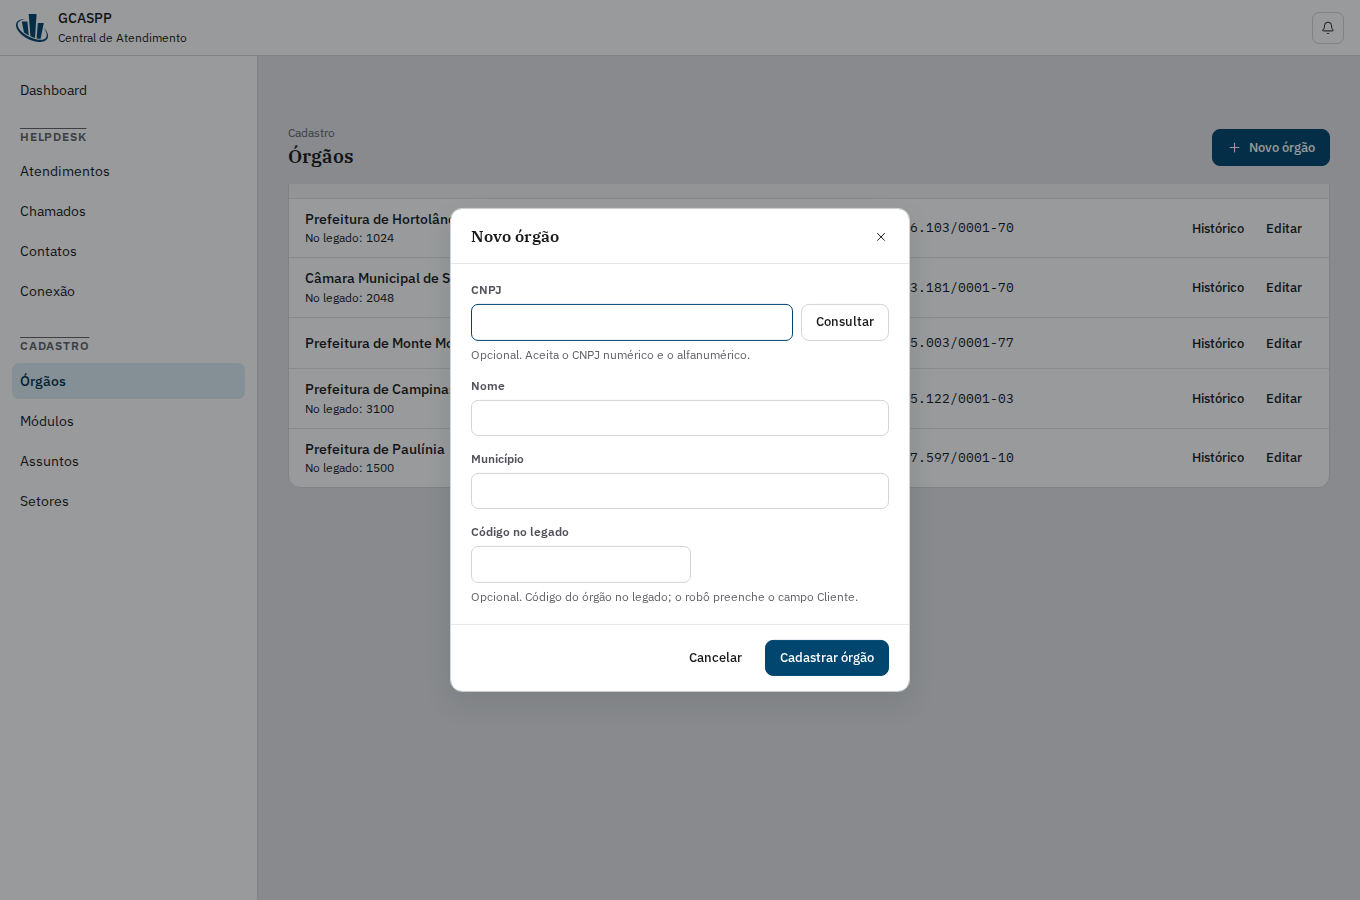 GCASPP
Central de Atendimento
Dashboard
HELPDESK
Atendimentos
Chamados
Contatos
Conexão
CADASTRO
Órgãos
Módulos
Assuntos
Setores
Cadastro
Órgãos
Novo órgão
Prefeitura de Hortolân
No legado: 1024
6.103/0001-70
Histórico Editar
Câmara Municipal de S
No legado: 2048
3.181/0001-70
Histórico Editar
Prefeitura de Monte Mo
5.003/0001-77
Histórico Editar
Prefeitura de Campina
No legado: 3100
5.122/0001-03
Histórico Editar
Prefeitura de Paulínia
No legado: 1500
7.597/0001-10
Histórico Editar
Novo órgão
CNPJ
Consultar
Opcional. Aceita o CNPJ numérico e o alfanumérico.
Nome
Município
Código no legado
Opcional. Código do órgão no legado; o robô preenche o campo Cliente.
Cancelar
Cadastrar órgão